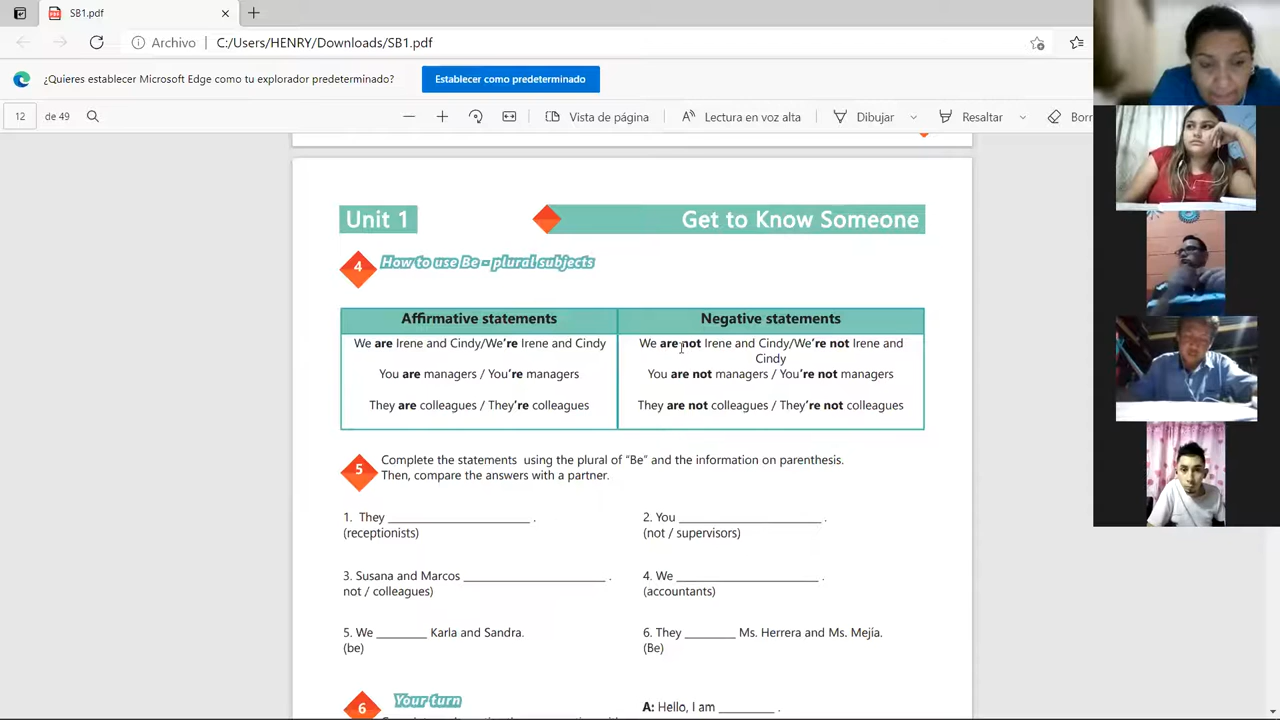 SB1.pdf
Archivo C:/Users/HENRY/Downloads/SB1.pdf
¿Quieres establecer Microsoft Edge como tu explorador predeterminado? Establecer como predeterminado
12 de 49 Vista de página Lectura en voz alta Dibujar Resaltar Borr
Unit 1 Get to Know Someone
4 How to use Be - plural subjects
Affirmative statements Negative statements
We are Irene and Cindy/We're Irene and Cindy We are not Irene and Cindy/We're not Irene and
Cindy
You are managers / You're managers You are not managers / You're not managers
They are colleagues / They're colleagues They are not colleagues / They're not colleagues
5 Complete the statements using the plural of "Be" and the information on parenthesis.
Then, compare the answers with a partner.
1. They ____________________ . 2. You ____________________ .
(receptionists) (not / supervisors)
3. Susana and Marcos ____________________ . 4. We ____________________ .
not / colleagues) (accountants)
5. We _______ Karla and Sandra. 6. They _______ Ms. Herrera and Ms. Mejía.
(be) (Be)
6 Your turn A: Hello, I am ________ .